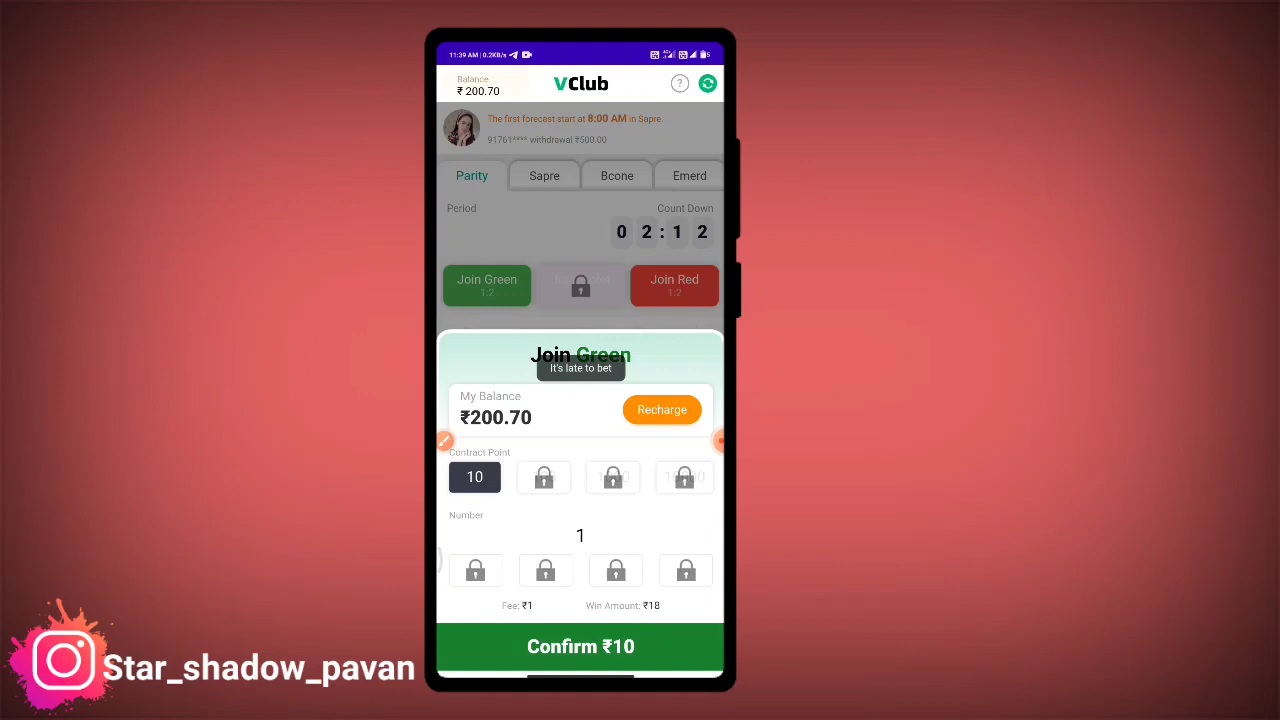 11:39 AM | 0.2KB/s
Balance
₹ 200.70
VClub
?
The first forecast start at 8:00 AM in Sapre.
91761**** withdrawal ₹500.00
Parity
Sapre
Bcone
Emerd
Period
Count Down
0 2 : 1 2
Join Green
1:2
Join Red
1:2
Join Green
It's late to bet
My Balance
₹200.70
Recharge
Contract Point
10
Number
1
Fee: ₹1
Win Amount: ₹18
Confirm ₹10
Star_shadow_pavan